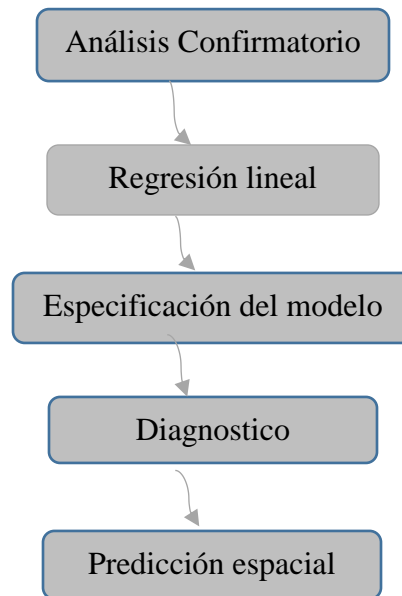 Análisis Confirmatorio
Regresión lineal
Especificación del modelo
Diagnostico
Predicción espacial